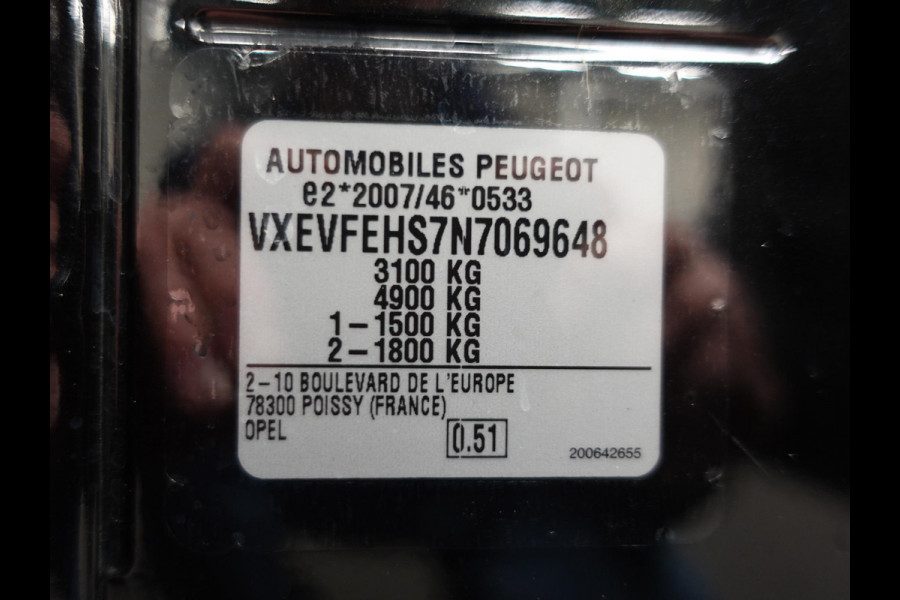 AUTOMOBILES PEUGEOT
e2*2007/46*0533
VXEVFEHS7N7069648
3100 KG
4900 KG
1-1500 KG
2-1800 KG
2-10 BOULEVARD DE L'EUROPE
78300 POISSY (FRANCE)
OPEL
0.51
200642655